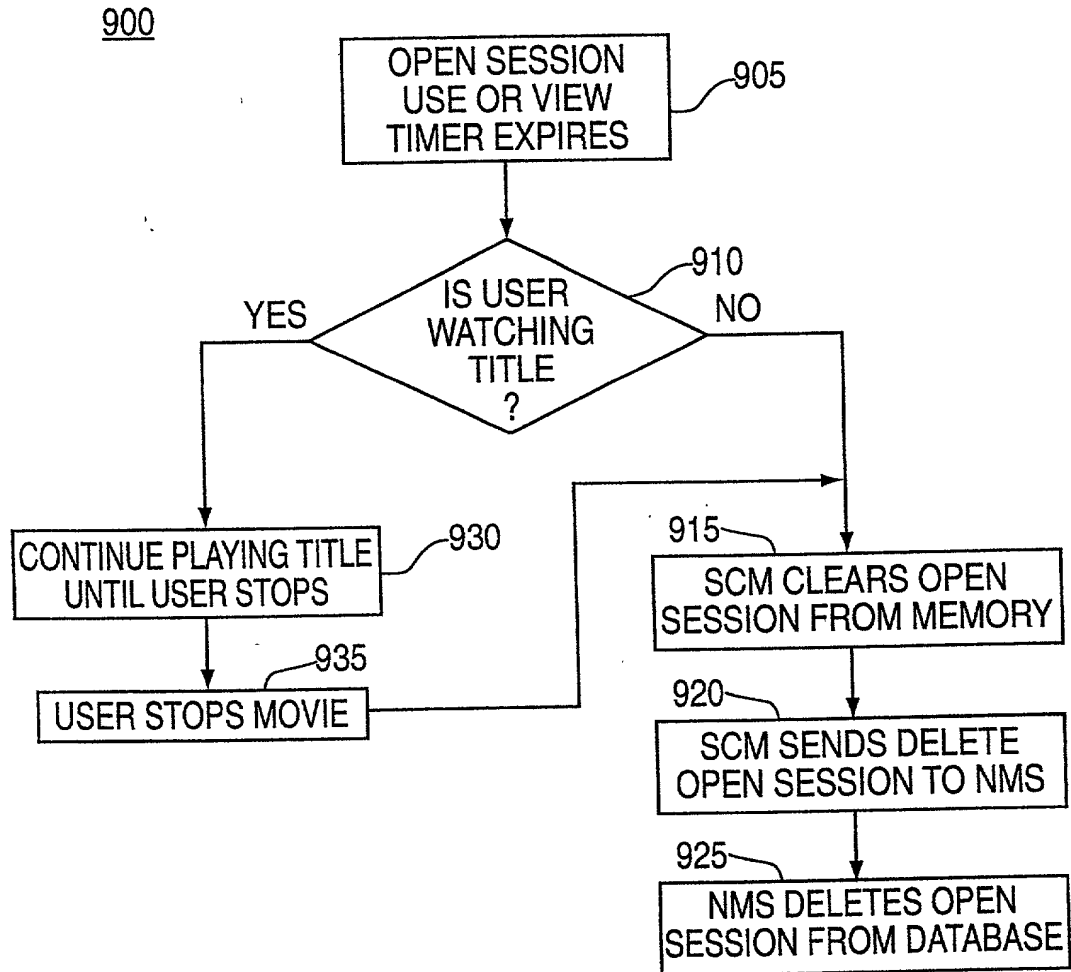 900
OPEN SESSION
USE OR VIEW
TIMER EXPIRES
905
910
IS USER
WATCHING
TITLE
?
YES
NO
CONTINUE PLAYING TITLE
UNTIL USER STOPS
930
935
USER STOPS MOVIE
915
SCM CLEARS OPEN
SESSION FROM MEMORY
920
SCM SENDS DELETE
OPEN SESSION TO NMS
925
NMS DELETES OPEN
SESSION FROM DATABASE